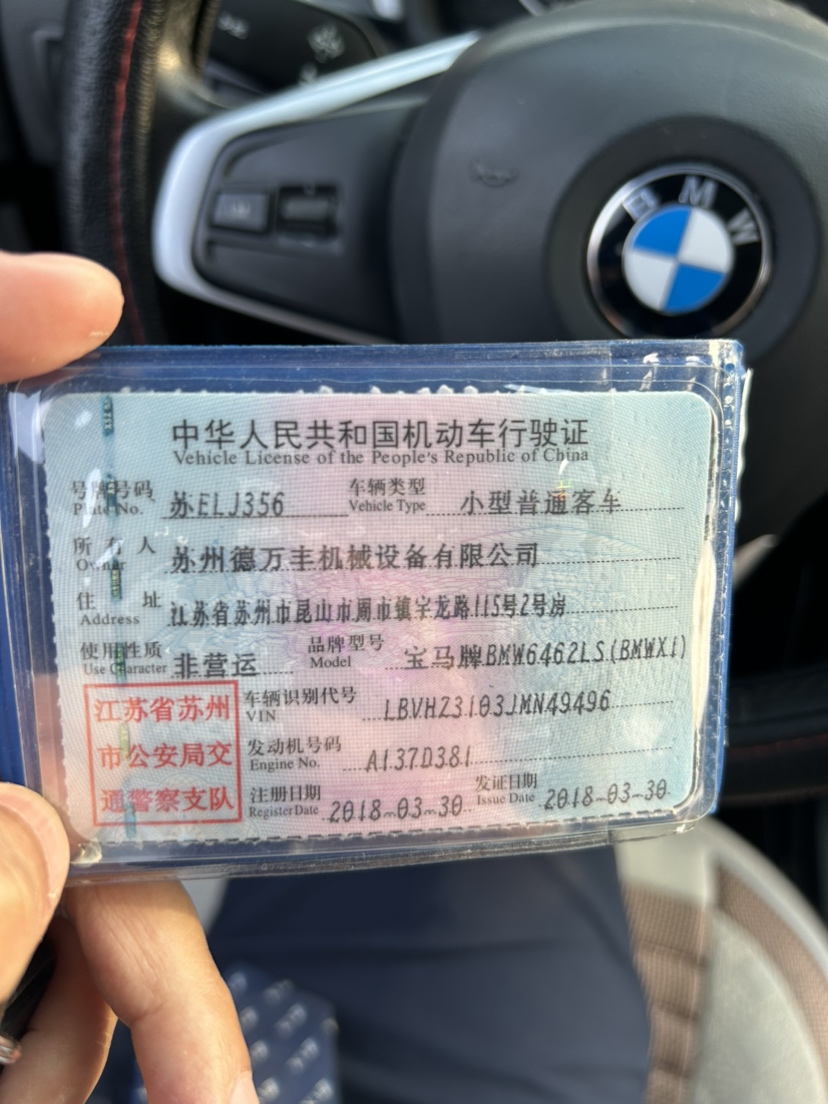 BMW
中华人民共和国机动车行驶证
Vehicle License of the People's Republic of China
号牌号码 Plate No. 苏ELJ356 车辆类型 Vehicle Type 小型普通客车
所有人 Owner 苏州德万丰机械设备有限公司
住址 Address 江苏省苏州市昆山市周市镇宇龙路115号2号房
使用性质 Use Character 非营运 品牌型号 Model 宝马牌BMW6462LS(BMWX1)
江苏省苏州
市公安局交
通警察支队
车辆识别代号 VIN LBVHZ3103JMN49496
发动机号码 Engine No. A137D381
注册日期 Register Date 2018-03-30 发证日期 Issue Date 2018-03-30